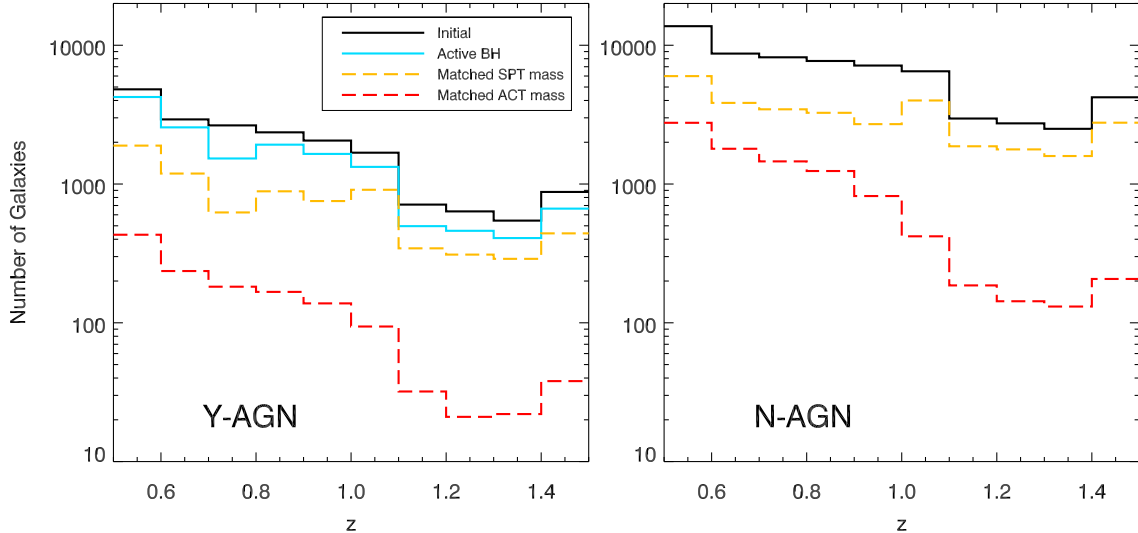 Initial
Active BH
Matched SPT mass
Matched ACT mass
Number of Galaxies
10000
1000
100
10
Y-AGN
0.6
0.8
1.0
1.2
1.4
z
10000
1000
100
10
N-AGN
0.6
0.8
1.0
1.2
1.4
z